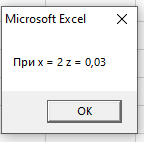 Microsoft Excel
При x = 2 z = 0,03
OK